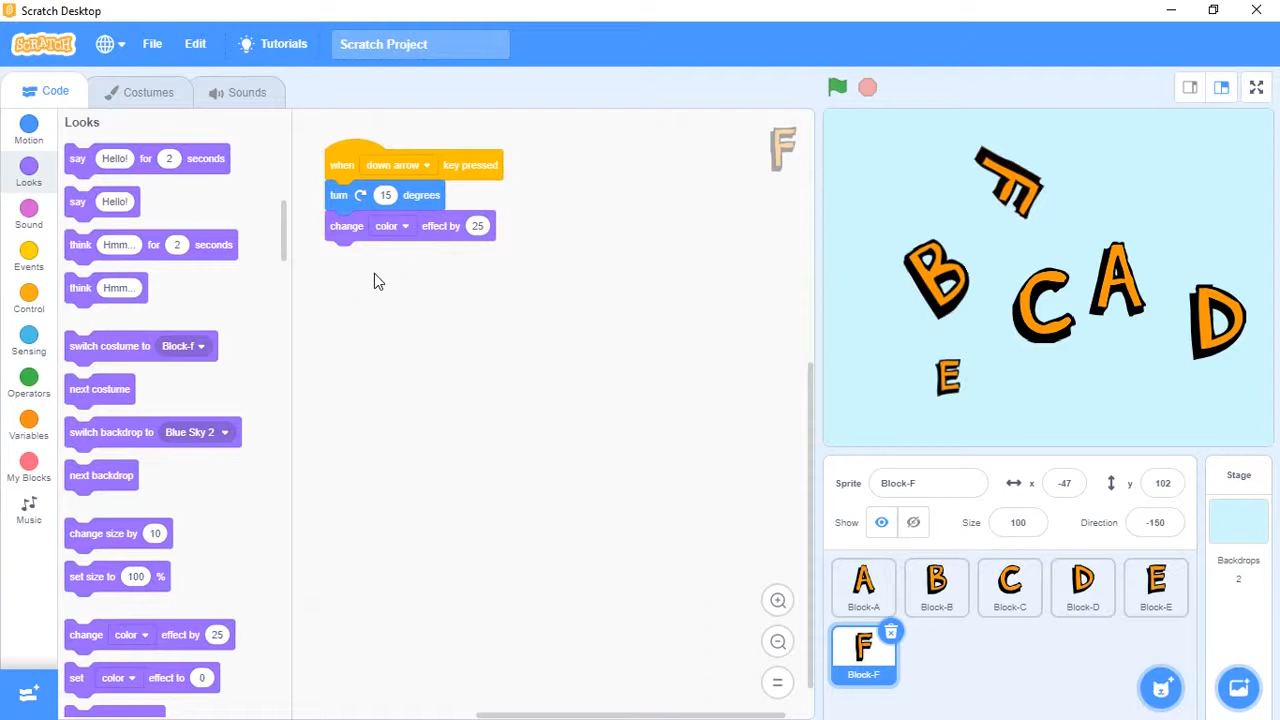 Scratch Desktop
SCRATCH File Edit Tutorials Scratch Project
Code Costumes Sounds
Motion
Looks
Sound
Events
Control
Sensing
Operators
Variables
My Blocks
Music
Looks
say Hello! for 2 seconds
say Hello!
think Hmm... for 2 seconds
think Hmm...
switch costume to Block-f
next costume
switch backdrop to Blue Sky 2
next backdrop
change size by 10
set size to 100 %
change color effect by 25
set color effect to 0
when down arrow key pressed
turn 15 degrees
change color effect by 25
F
F
B C A D
E
Sprite Block-F x -47 y 102
Show Size 100 Direction -150
A B C D E
Block-A Block-B Block-C Block-D Block-E
F
Block-F
Stage
Backdrops
2